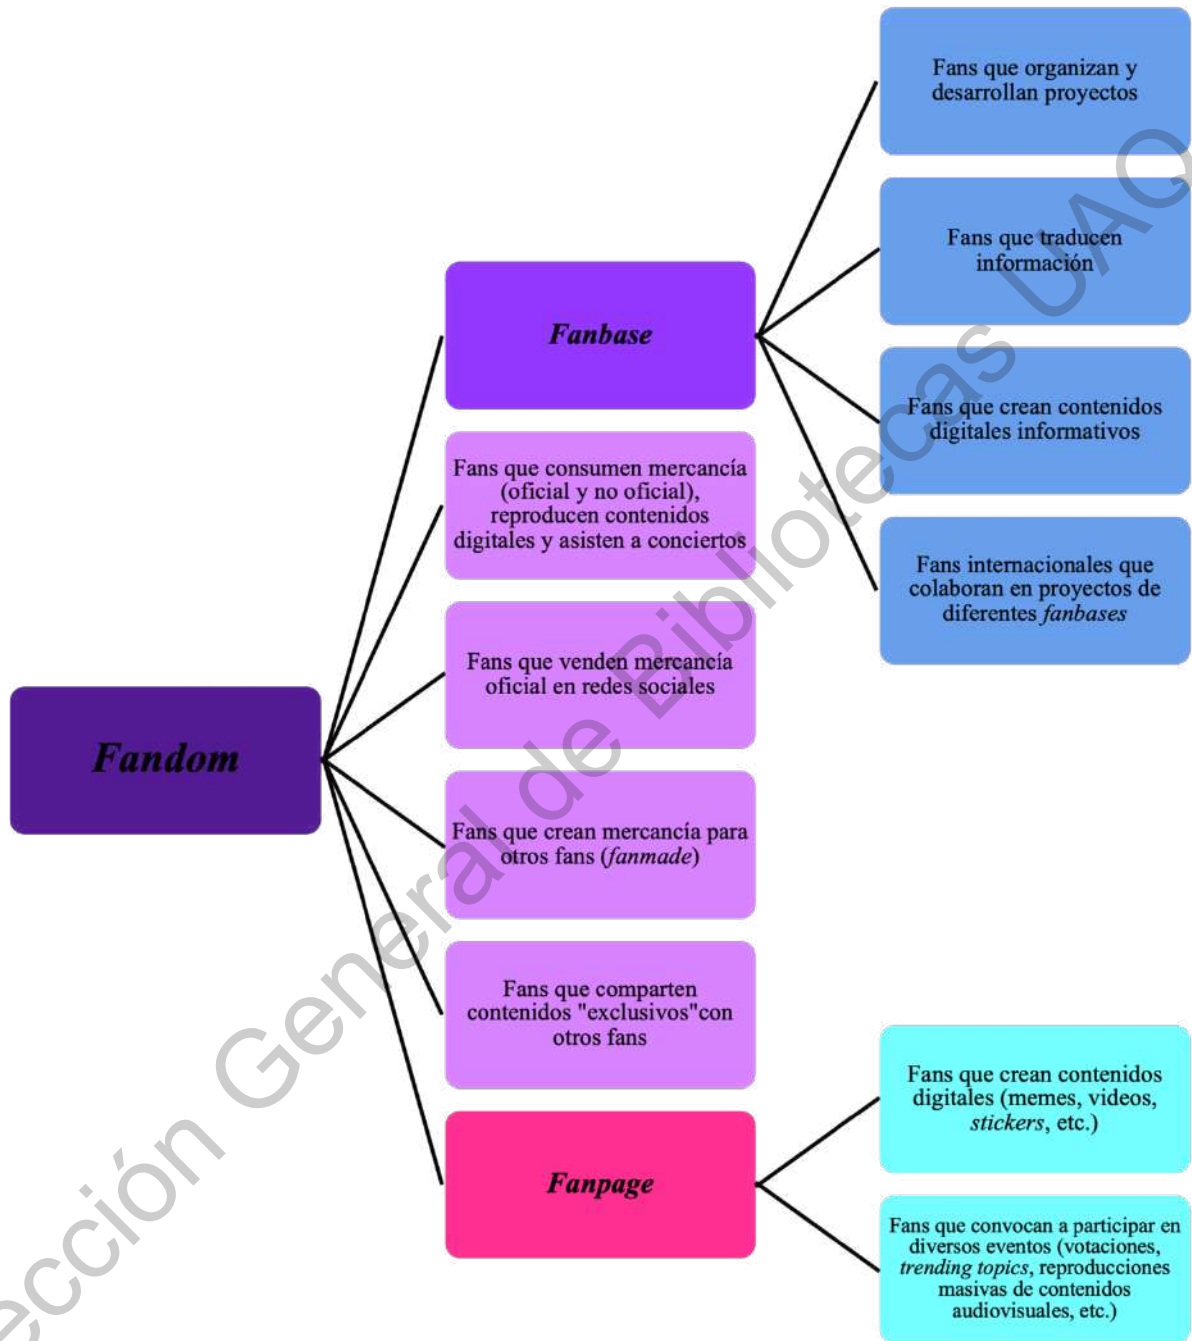 Fandom
Fanbase
Fans que organizan y
desarrollan proyectos
Fans que traducen
información
Fans que crean contenidos
digitales informativos
Fans internacionales que
colaboran en proyectos de
diferentes fanbases
Fans que consumen mercancía
(oficial y no oficial),
reproducen contenidos
digitales y asisten a conciertos
Fans que venden mercancía
oficial en redes sociales
Fans que crean mercancía para
otros fans (fanmade)
Fans que comparten
contenidos "exclusivos"con
otros fans
Fanpage
Fans que crean contenidos
digitales (memes, videos,
stickers, etc.)
Fans que convocan a participar en
diversos eventos (votaciones,
trending topics, reproducciones
masivas de contenidos
audiovisuales, etc.)
ección General de Bibliotecas UAQ